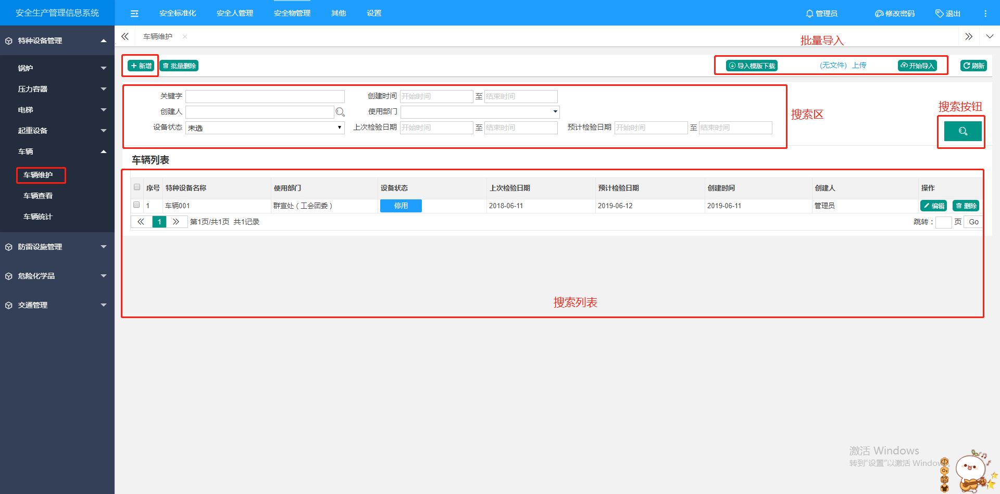 安全生产管理信息系统
安全标准化 安全人管理 安全物管理 其他 设置
管理员 修改密码 退出
特种设备管理
锅炉
压力容器
电梯
起重设备
车辆
车辆维护
车辆查看
车辆统计
防雷设施管理
危险化学品
交通管理
车辆维护 ×
批量导入
新增 批量删除
导入模版下载 (无文件) 上传 开始导入 刷新
关键字 创建时间 开始时间 至 结束时间
创建人 使用部门
设备状态 未选 上次检验日期 开始时间 至 结束时间 预计检验日期 开始时间 至 结束时间
搜索区
搜索按钮
车辆列表
序号 特种设备名称 使用部门 设备状态 上次检验日期 预计检验日期 创建时间 创建人 操作
1 车辆001 群宣处（工会团委） 停用 2018-06-11 2019-06-12 2019-06-11 管理员 编辑 删除
1 第1页/共1页 共1记录
跳转： 页 Go
搜索列表
激活 Windows
转到"设置"以激活 Windows。
中
简